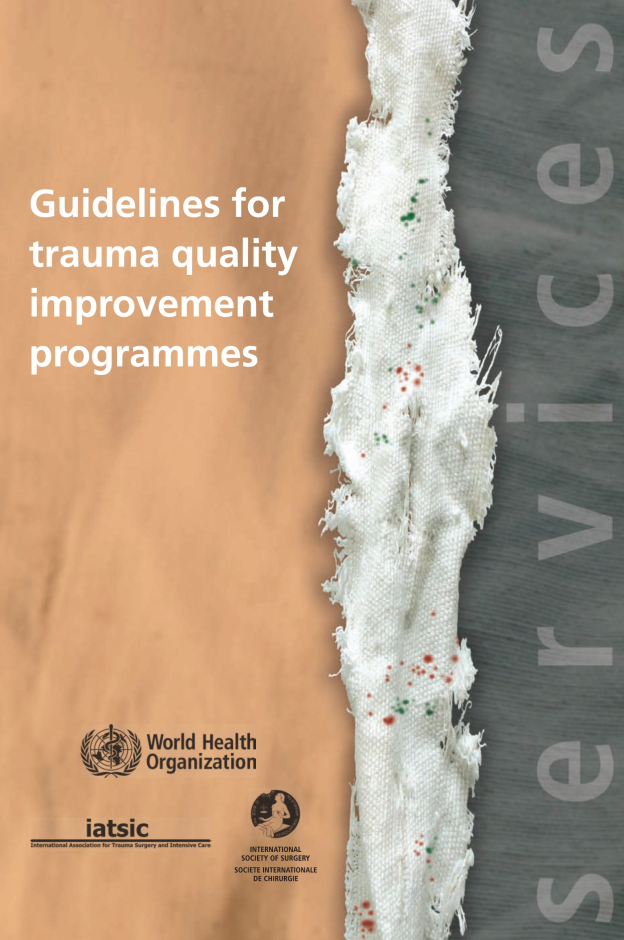 Guidelines for
trauma quality
improvement
programmes
services
World Health
Organization
iatsic
International Association for Trauma Surgery and Intensive Care
INTERNATIONAL
SOCIETY OF SURGERY
SOCIETE INTERNATIONALE
DE CHIRURGIE